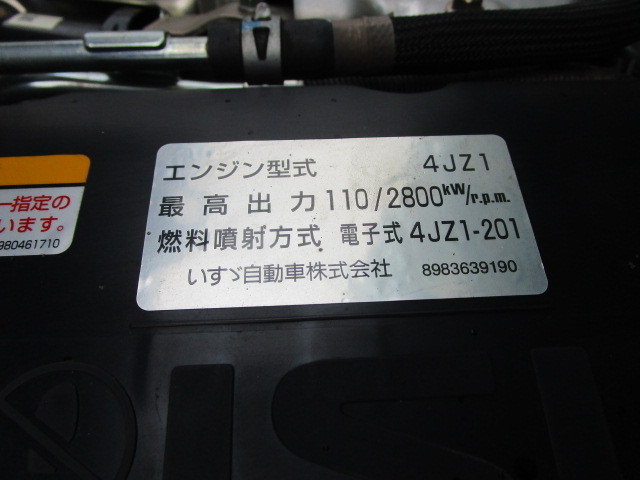 エンジン型式 4JZ1
最高出力 110/2800kW/r.p.m.
燃料噴射方式 電子式 4JZ1-201
いすゞ自動車株式会社 8983639190
一指定の
います。
980461710